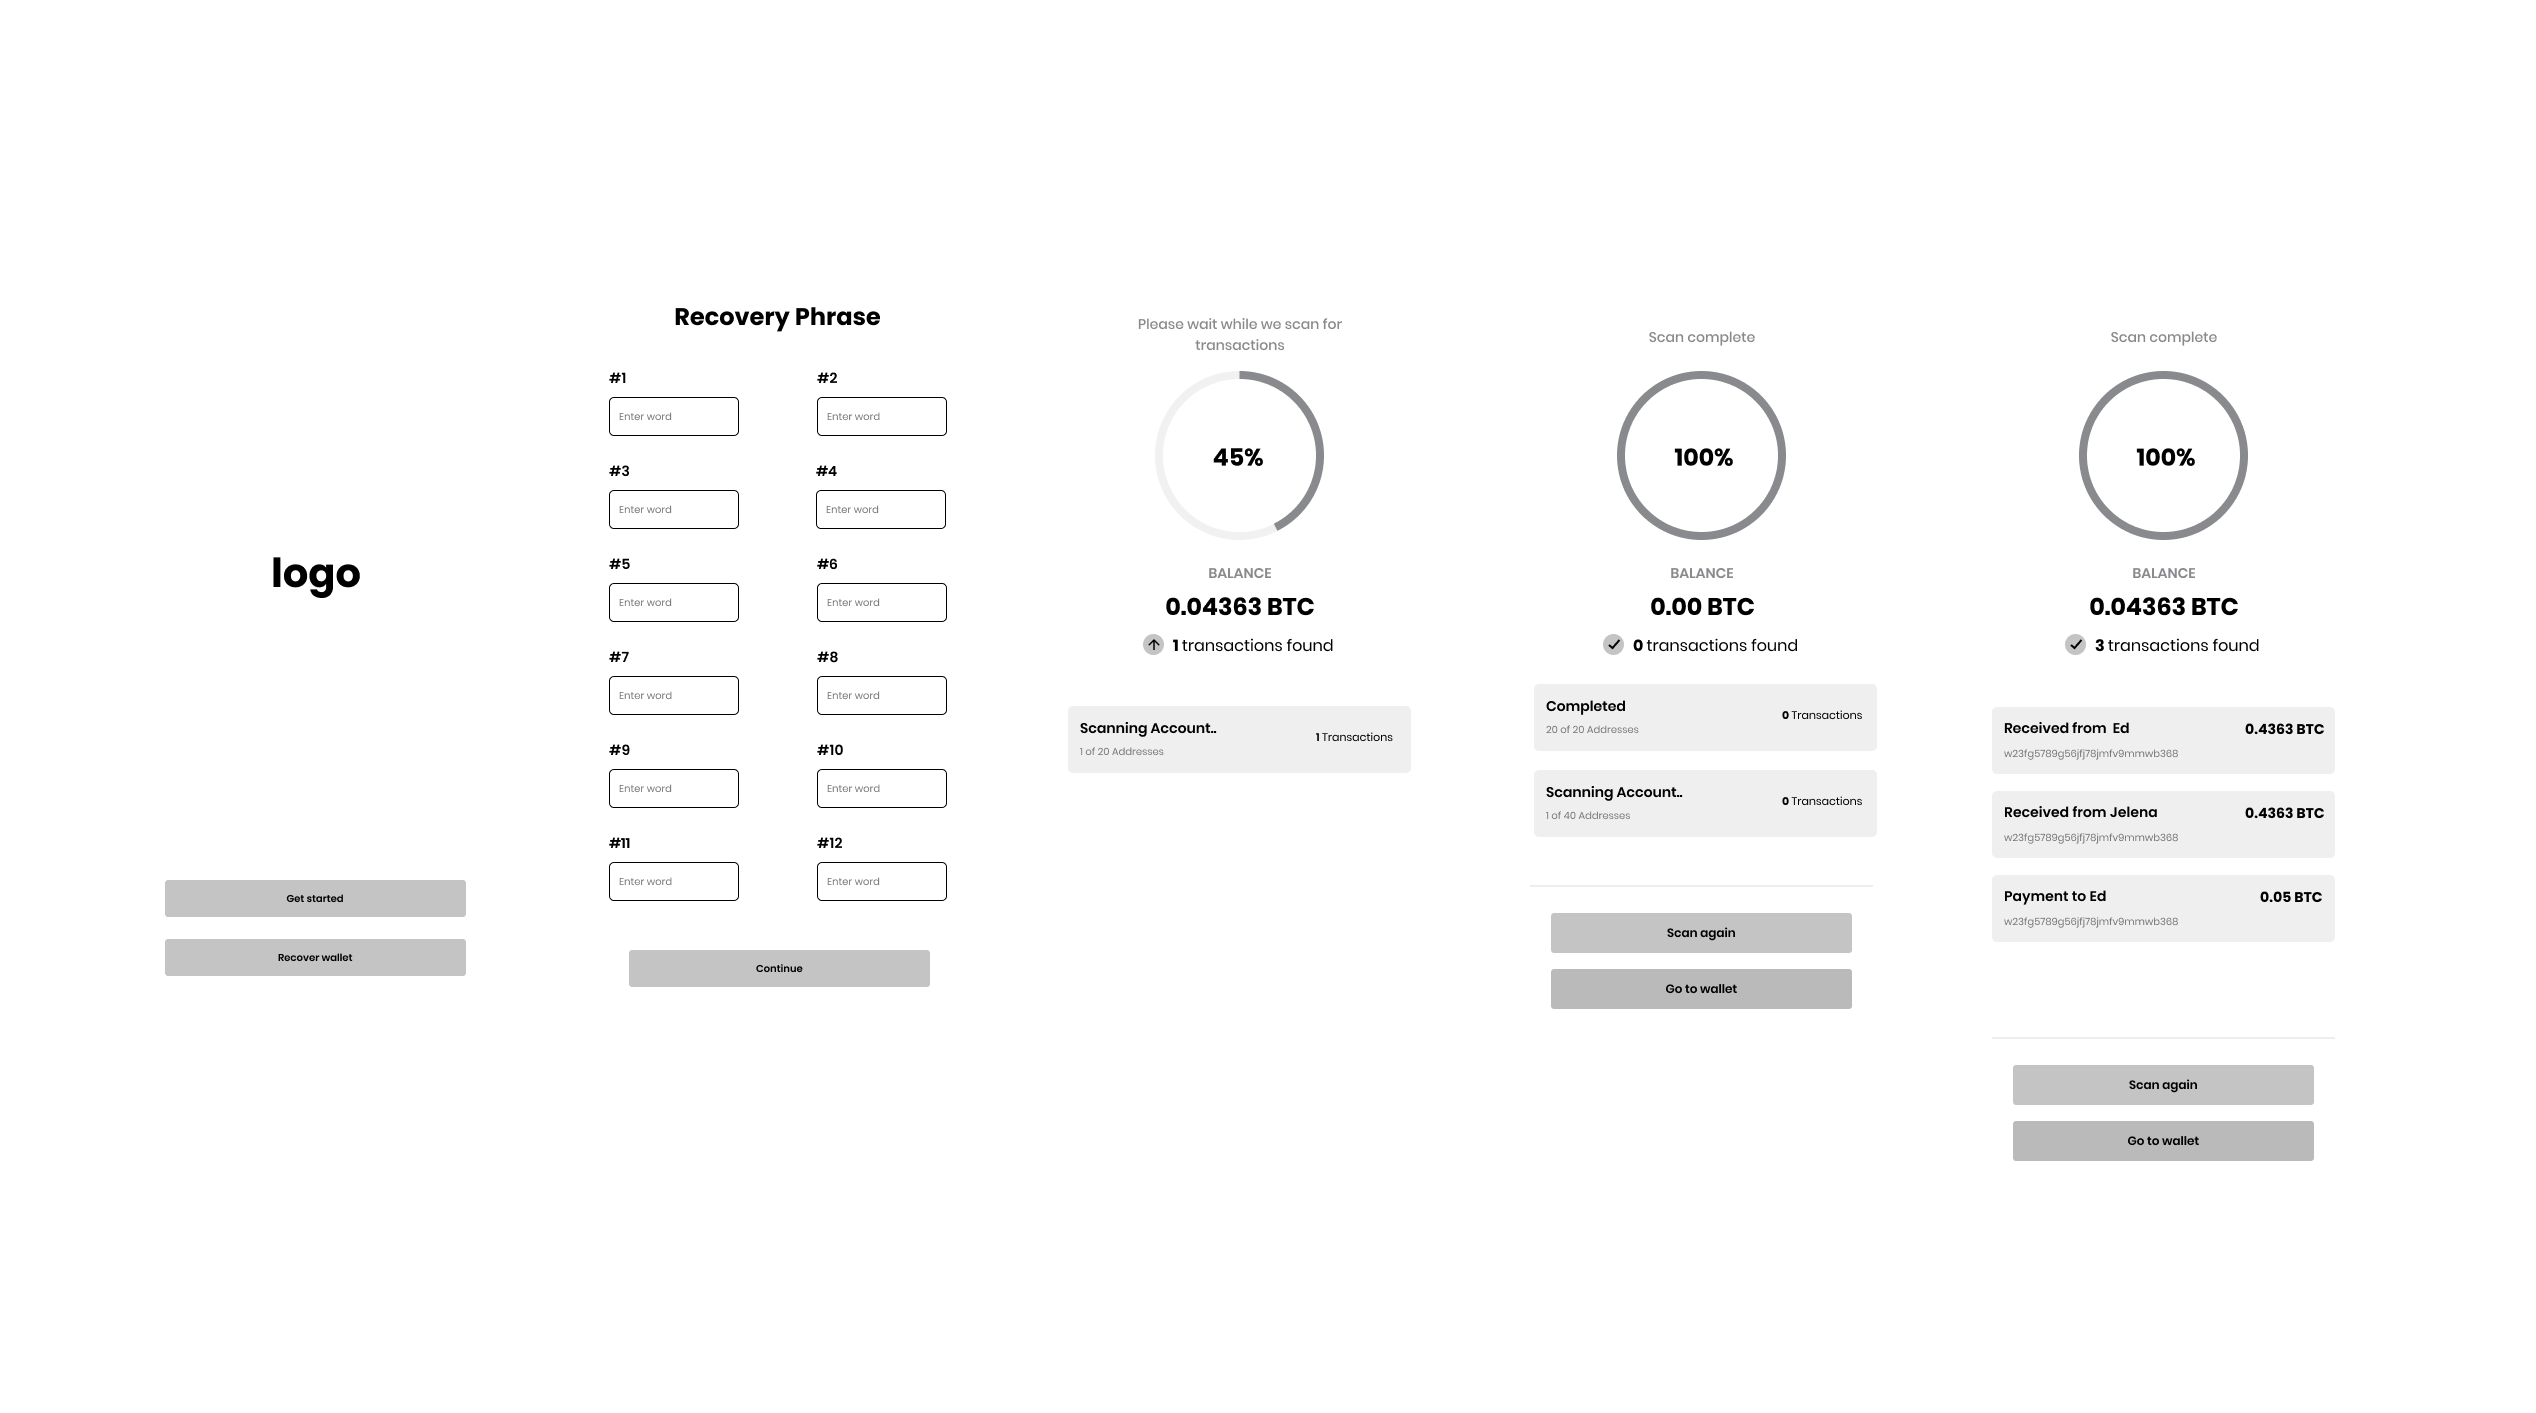 logo
Get started
Recover wallet
Recovery Phrase
#1 #2
Enter word Enter word
#3 #4
Enter word Enter word
#5 #6
Enter word Enter word
#7 #8
Enter word Enter word
#9 #10
Enter word Enter word
#11 #12
Enter word Enter word
Continue
Please wait while we scan for
transactions
45%
BALANCE
0.04363 BTC
1 transactions found
Scanning Account..
1 Transactions
1 of 20 Addresses
Scan complete
100%
BALANCE
0.00 BTC
0 transactions found
Completed
0 Transactions
20 of 20 Addresses
Scanning Account..
0 Transactions
1 of 40 Addresses
Scan again
Go to wallet
Scan complete
100%
BALANCE
0.04363 BTC
3 transactions found
Received from Ed 0.4363 BTC
w23fg5789g56jfj78jmfv9mmwb368
Received from Jelena 0.4363 BTC
w23fg5789g56jfj78jmfv9mmwb368
Payment to Ed 0.05 BTC
w23fg5789g56jfj78jmfv9mmwb368
Scan again
Go to wallet